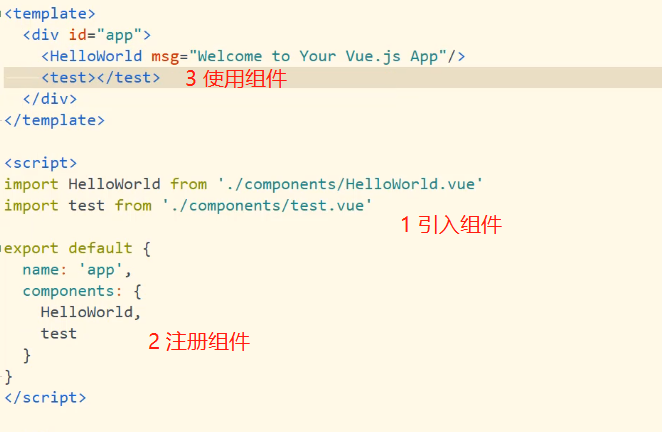 <template>
  <div id="app">
    <HelloWorld msg="Welcome to Your Vue.js App"/>
    <test></test> 3 使用组件
  </div>
</template>

<script>
import HelloWorld from './components/HelloWorld.vue'
import test from './components/test.vue'
1 引入组件
export default {
  name: 'app',
  components: {
    HelloWorld,
    test
2 注册组件
  }
}
</script>